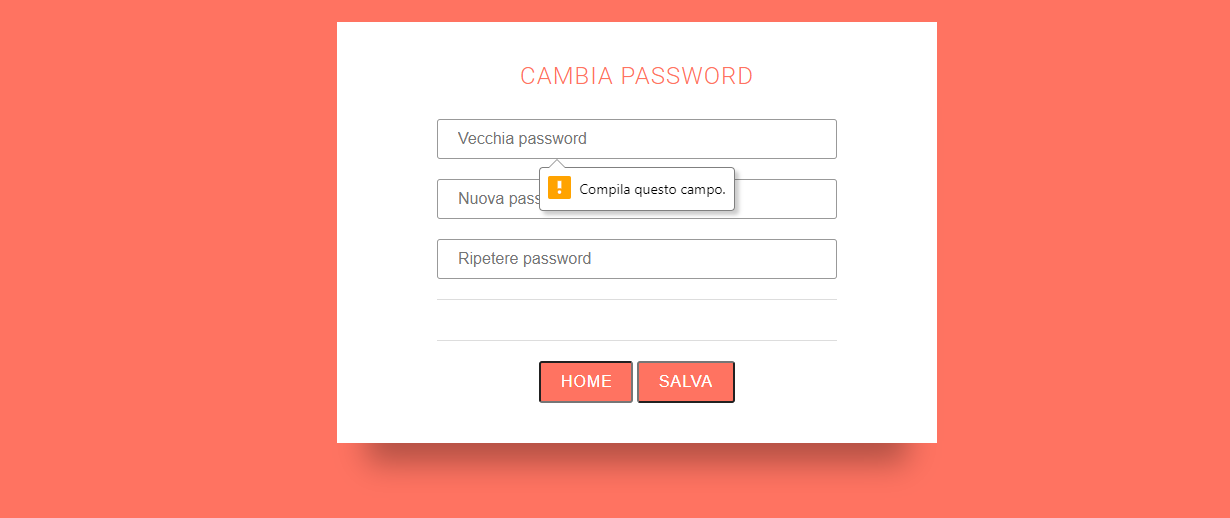 CAMBIA PASSWORD
Vecchia password
Compila questo campo.
Nuova pass
Ripetere password
HOME SALVA